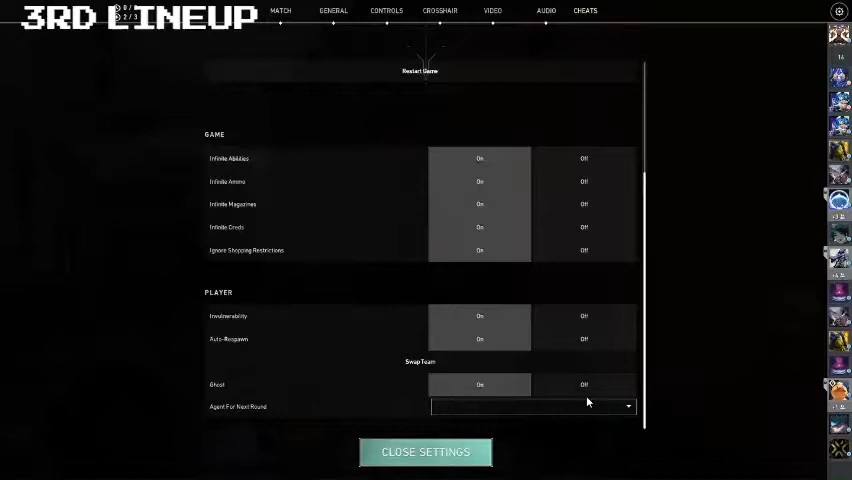 3RD LINEUP
MATCH GENERAL CONTROLS CROSSHAIR VIDEO AUDIO CHEATS
Restart Game
GAME
Infinite Abilities On Off
Infinite Ammo On Off
Infinite Magazines On Off
Infinite Creds On Off
Ignore Shopping Restrictions On Off
PLAYER
Invulnerability On Off
Auto-Respawn On Off
Swap Team
Ghost On Off
Agent For Next Round
CLOSE SETTINGS